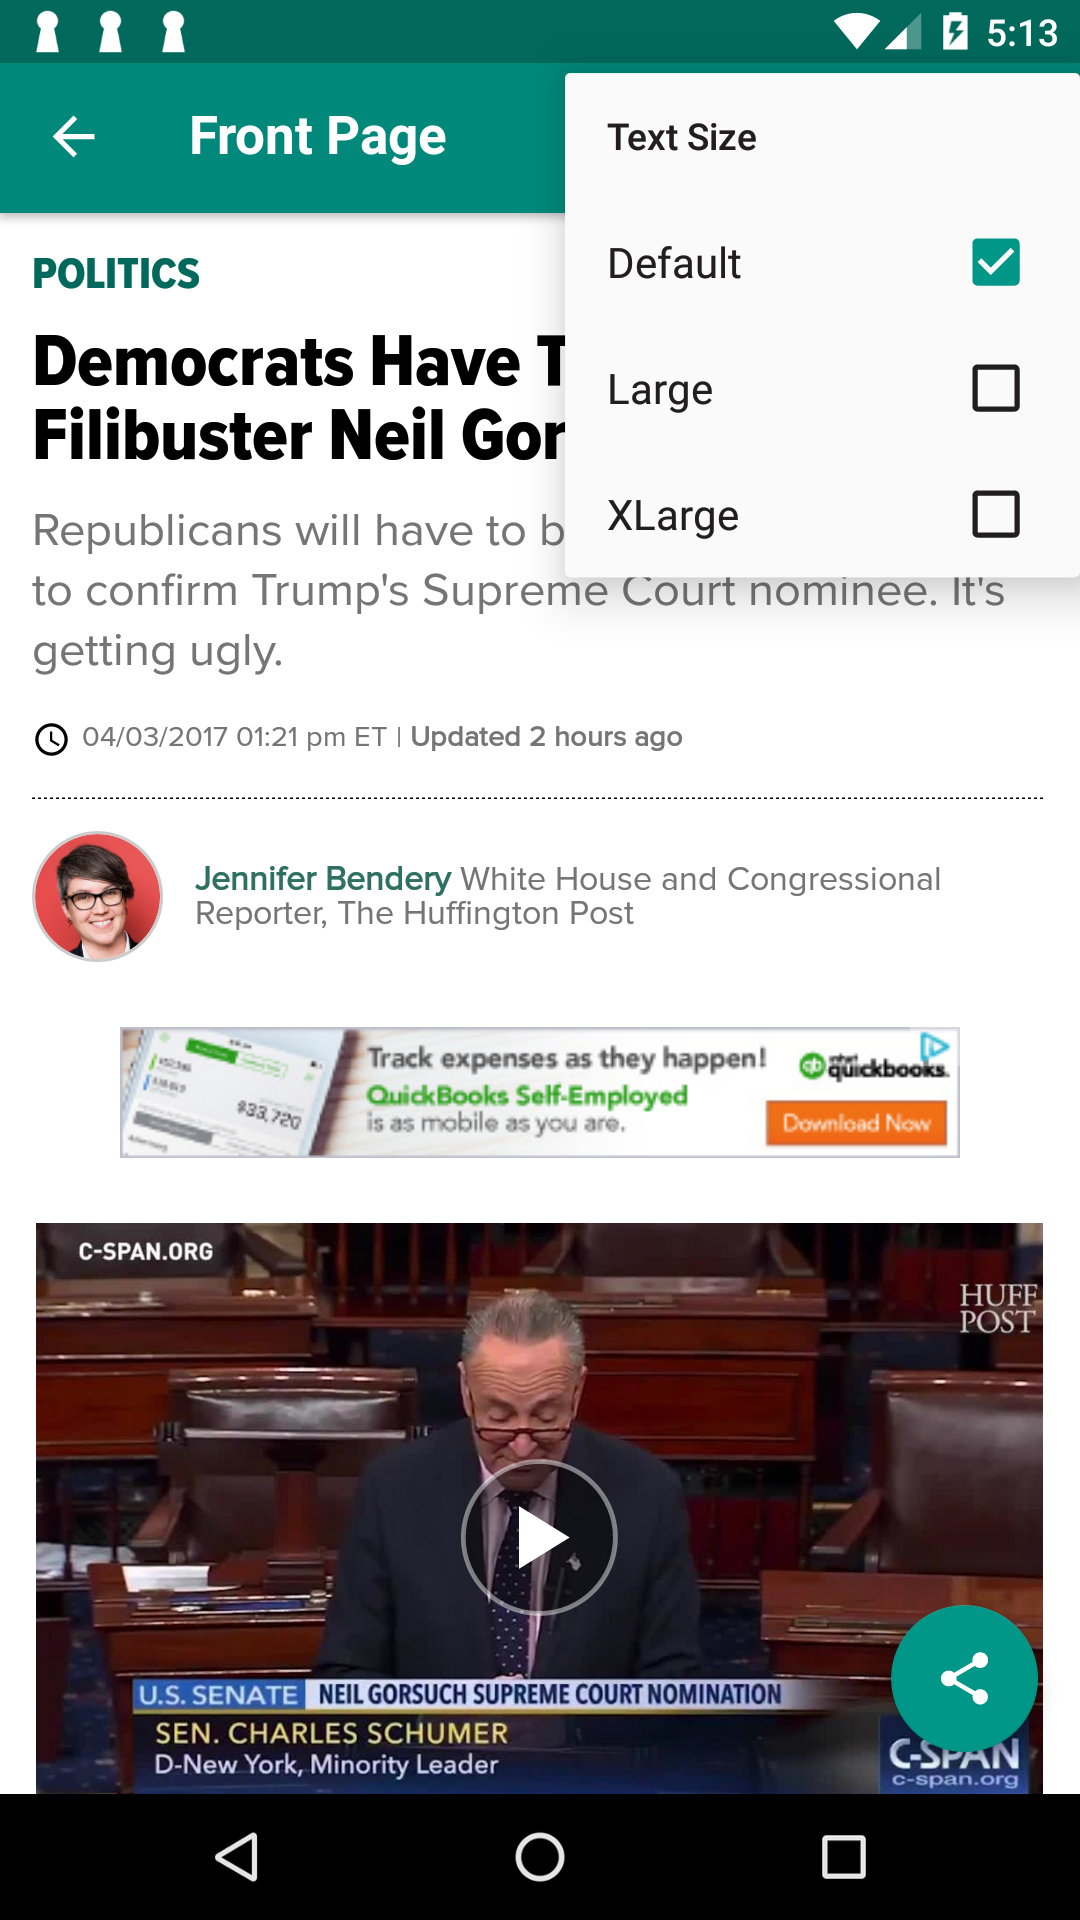 5:13
Front Page
Text Size
Default
Large
XLarge
POLITICS
Democrats Have
Filibuster Neil
Republicans will have to
to confirm Trump's Supreme Court nominee. It's
getting ugly.
04/03/2017 01:21 pm ET | Updated 2 hours ago
Jennifer Bendery White House and Congressional
Reporter, The Huffington Post
Track expenses as they happen!
QuickBooks Self-Employed
is as mobile as you are.
$33,720
intuit
quickbooks.
Download Now
C-SPAN.ORG
HUFF
POST
U.S. SENATE NEIL GORSUCH SUPREME COURT NOMINATION
SEN. CHARLES SCHUMER
D-New York, Minority Leader
C-SPAN
c-span.org